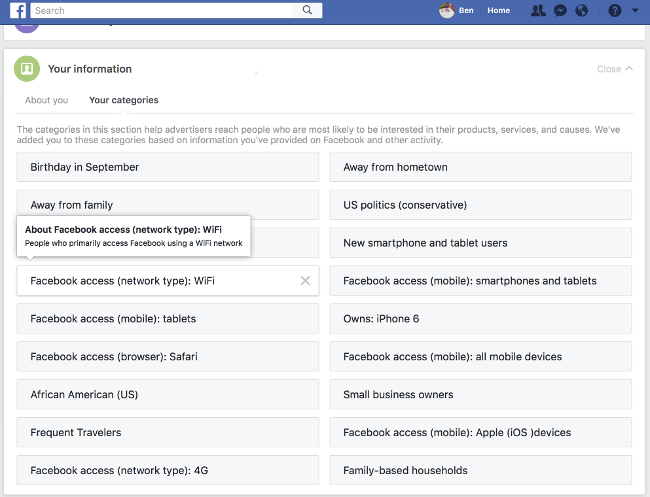 f
Search
Ben
Home
?
Your information
Close
About you
Your categories
The categories in this section help advertisers reach people who are most likely to be interested in their products, services, and causes. We've
added you to these categories based on information you've provided on Facebook and other activity.
Birthday in September
Away from hometown
Away from family
US politics (conservative)
About Facebook access (network type): WiFi
People who primarily access Facebook using a WiFi network
New smartphone and tablet users
Facebook access (network type): WiFi
Facebook access (mobile): smartphones and tablets
Facebook access (mobile): tablets
Owns: iPhone 6
Facebook access (browser): Safari
Facebook access (mobile): all mobile devices
African American (US)
Small business owners
Frequent Travelers
Facebook access (mobile): Apple (iOS )devices
Facebook access (network type): 4G
Family-based households